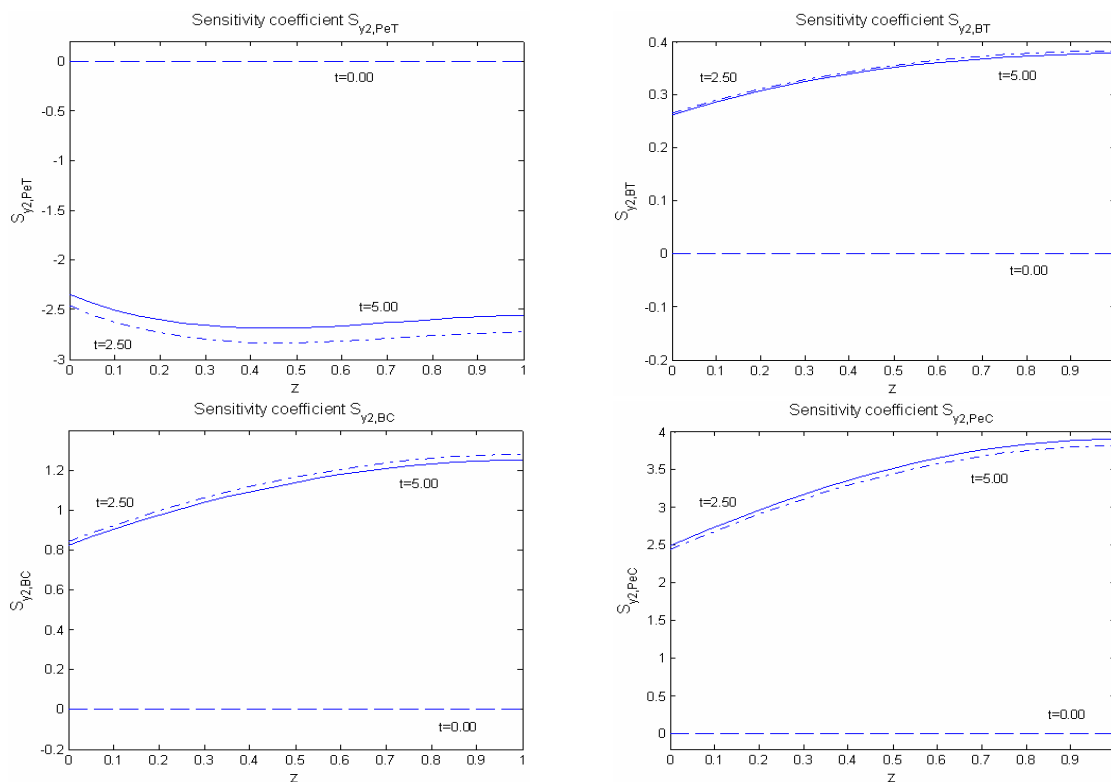 Sensitivity coefficient S_y2,PeT
0
t=0.00
-0.5
-1
-1.5
-2
-2.5
-3
S_y2,PeT
t=5.00
t=2.50
0 0.1 0.2 0.3 0.4 0.5 0.6 0.7 0.8 0.9 1
z
Sensitivity coefficient S_y2,BT
0.4
0.3
0.2
0.1
0
-0.1
-0.2
S_y2,BT
t=2.50
t=5.00
t=0.00
0 0.1 0.2 0.3 0.4 0.5 0.6 0.7 0.8 0.9
z
Sensitivity coefficient S_y2,BC
1.2
1
0.8
0.6
0.4
0.2
0
-0.2
S_y2,BC
t=2.50
t=5.00
t=0.00
0 0.1 0.2 0.3 0.4 0.5 0.6 0.7 0.8 0.9 1
z
Sensitivity coefficient S_y2,PeC
4
3.5
3
2.5
2
1.5
1
0.5
0
S_y2,PeC
t=2.50
t=5.00
t=0.00
0 0.1 0.2 0.3 0.4 0.5 0.6 0.7 0.8 0.9
z